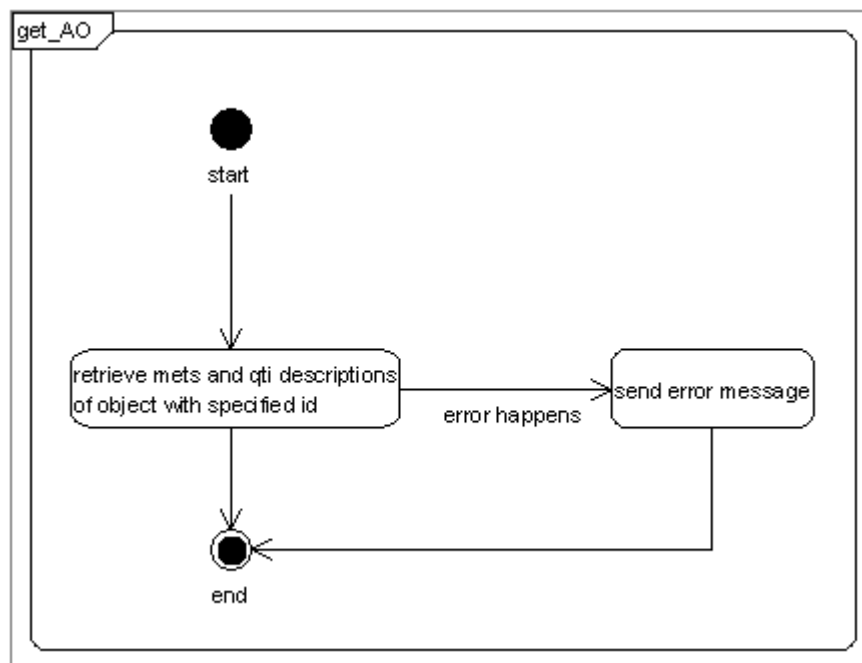 get_AO
start
retrieve mets and qti descriptions
of object with specified id
error happens
send error message
end